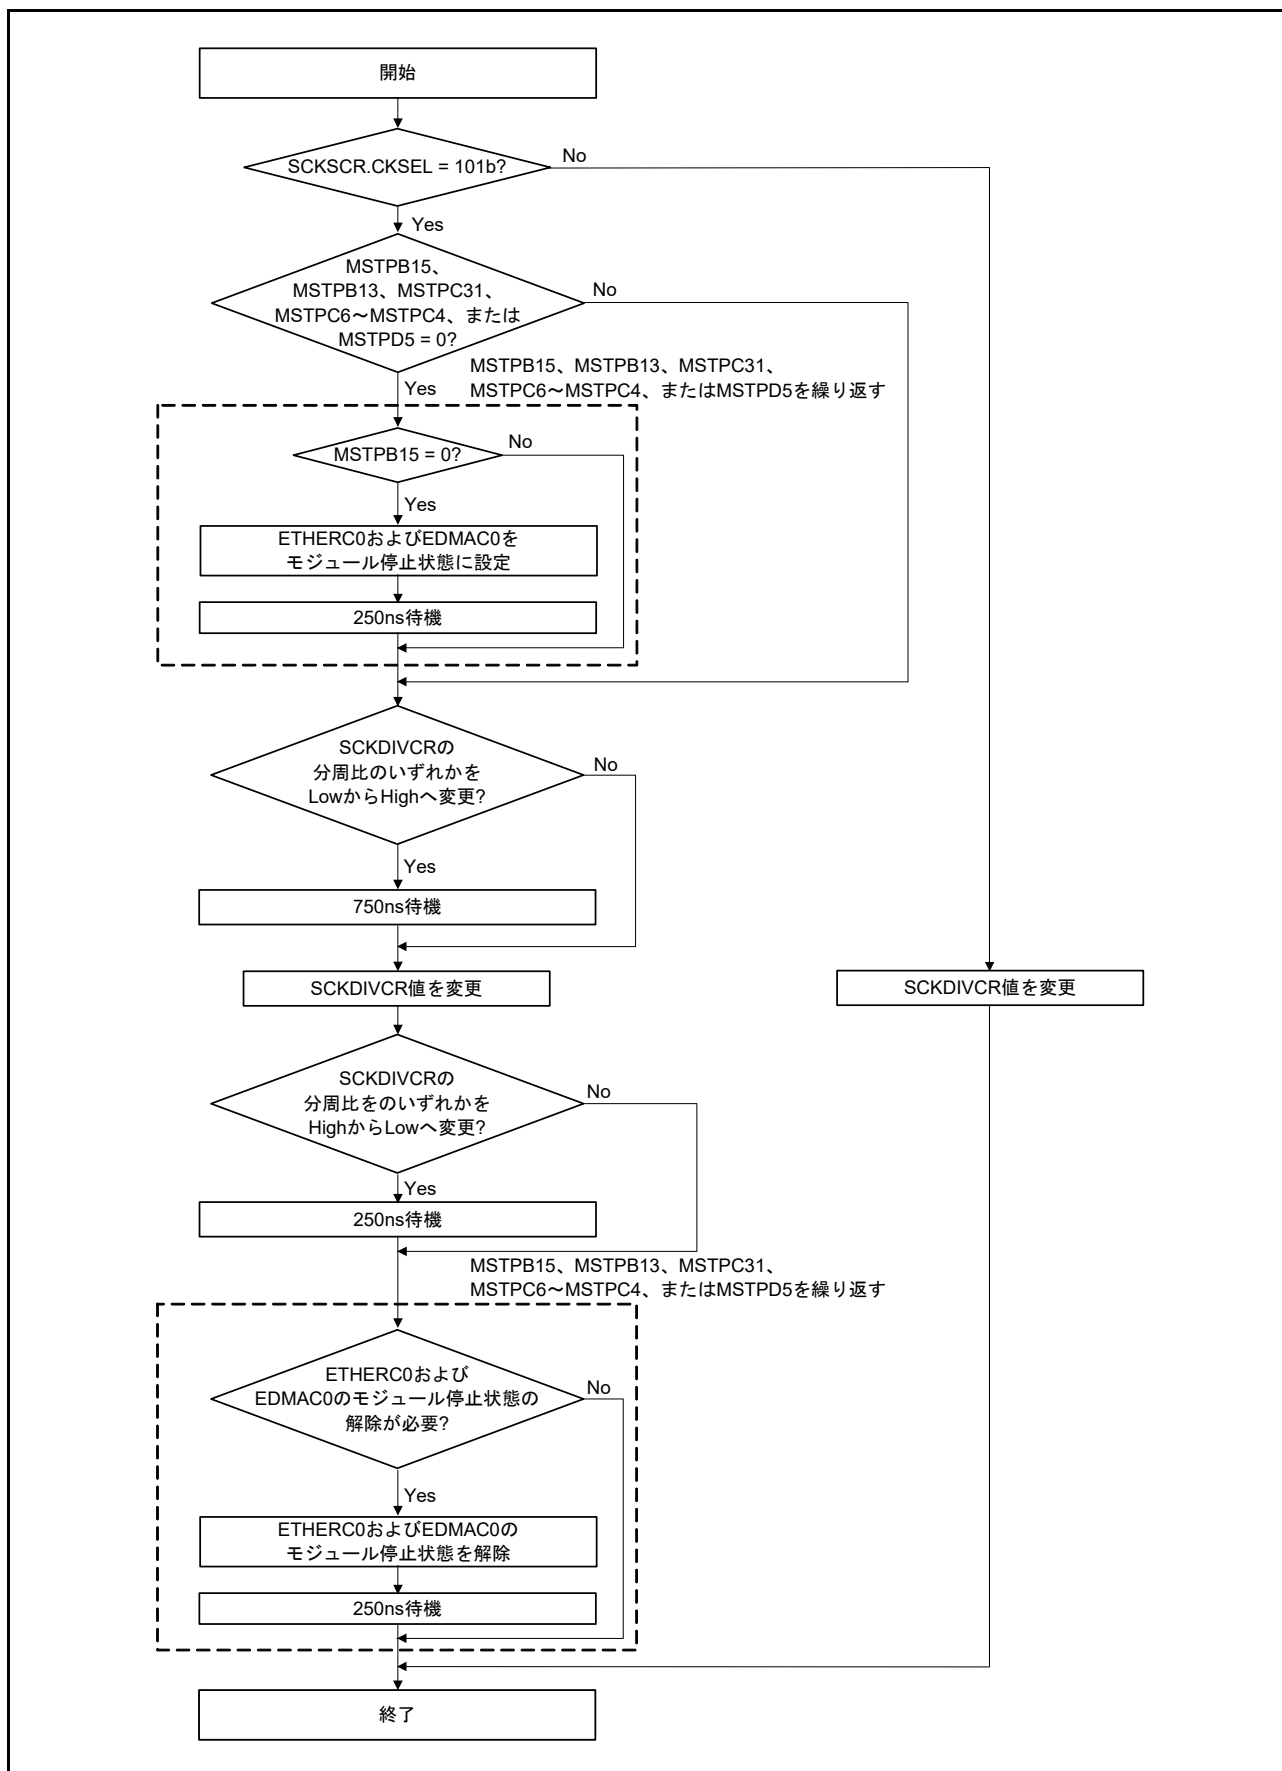 開始
SCKSCR.CKSEL = 101b?
No
Yes
MSTPB15、
MSTPB13、MSTPC31、
MSTPC6～MSTPC4、または
MSTPD5 = 0?
No
Yes
MSTPB15、MSTPB13、MSTPC31、
MSTPC6～MSTPC4、またはMSTPD5を繰り返す
MSTPB15 = 0?
No
Yes
ETHERC0およびEDMAC0を
モジュール停止状態に設定
250ns待機
SCKDIVCRの
分周比のいずれかを
LowからHighへ変更?
No
Yes
750ns待機
SCKDIVCR値を変更
SCKDIVCR値を変更
SCKDIVCRの
分周比をのいずれかを
HighからLowへ変更?
No
Yes
250ns待機
MSTPB15、MSTPB13、MSTPC31、
MSTPC6～MSTPC4、またはMSTPD5を繰り返す
ETHERC0および
EDMAC0のモジュール停止状態の
解除が必要?
No
Yes
ETHERC0およびEDMAC0の
モジュール停止状態を解除
250ns待機
終了